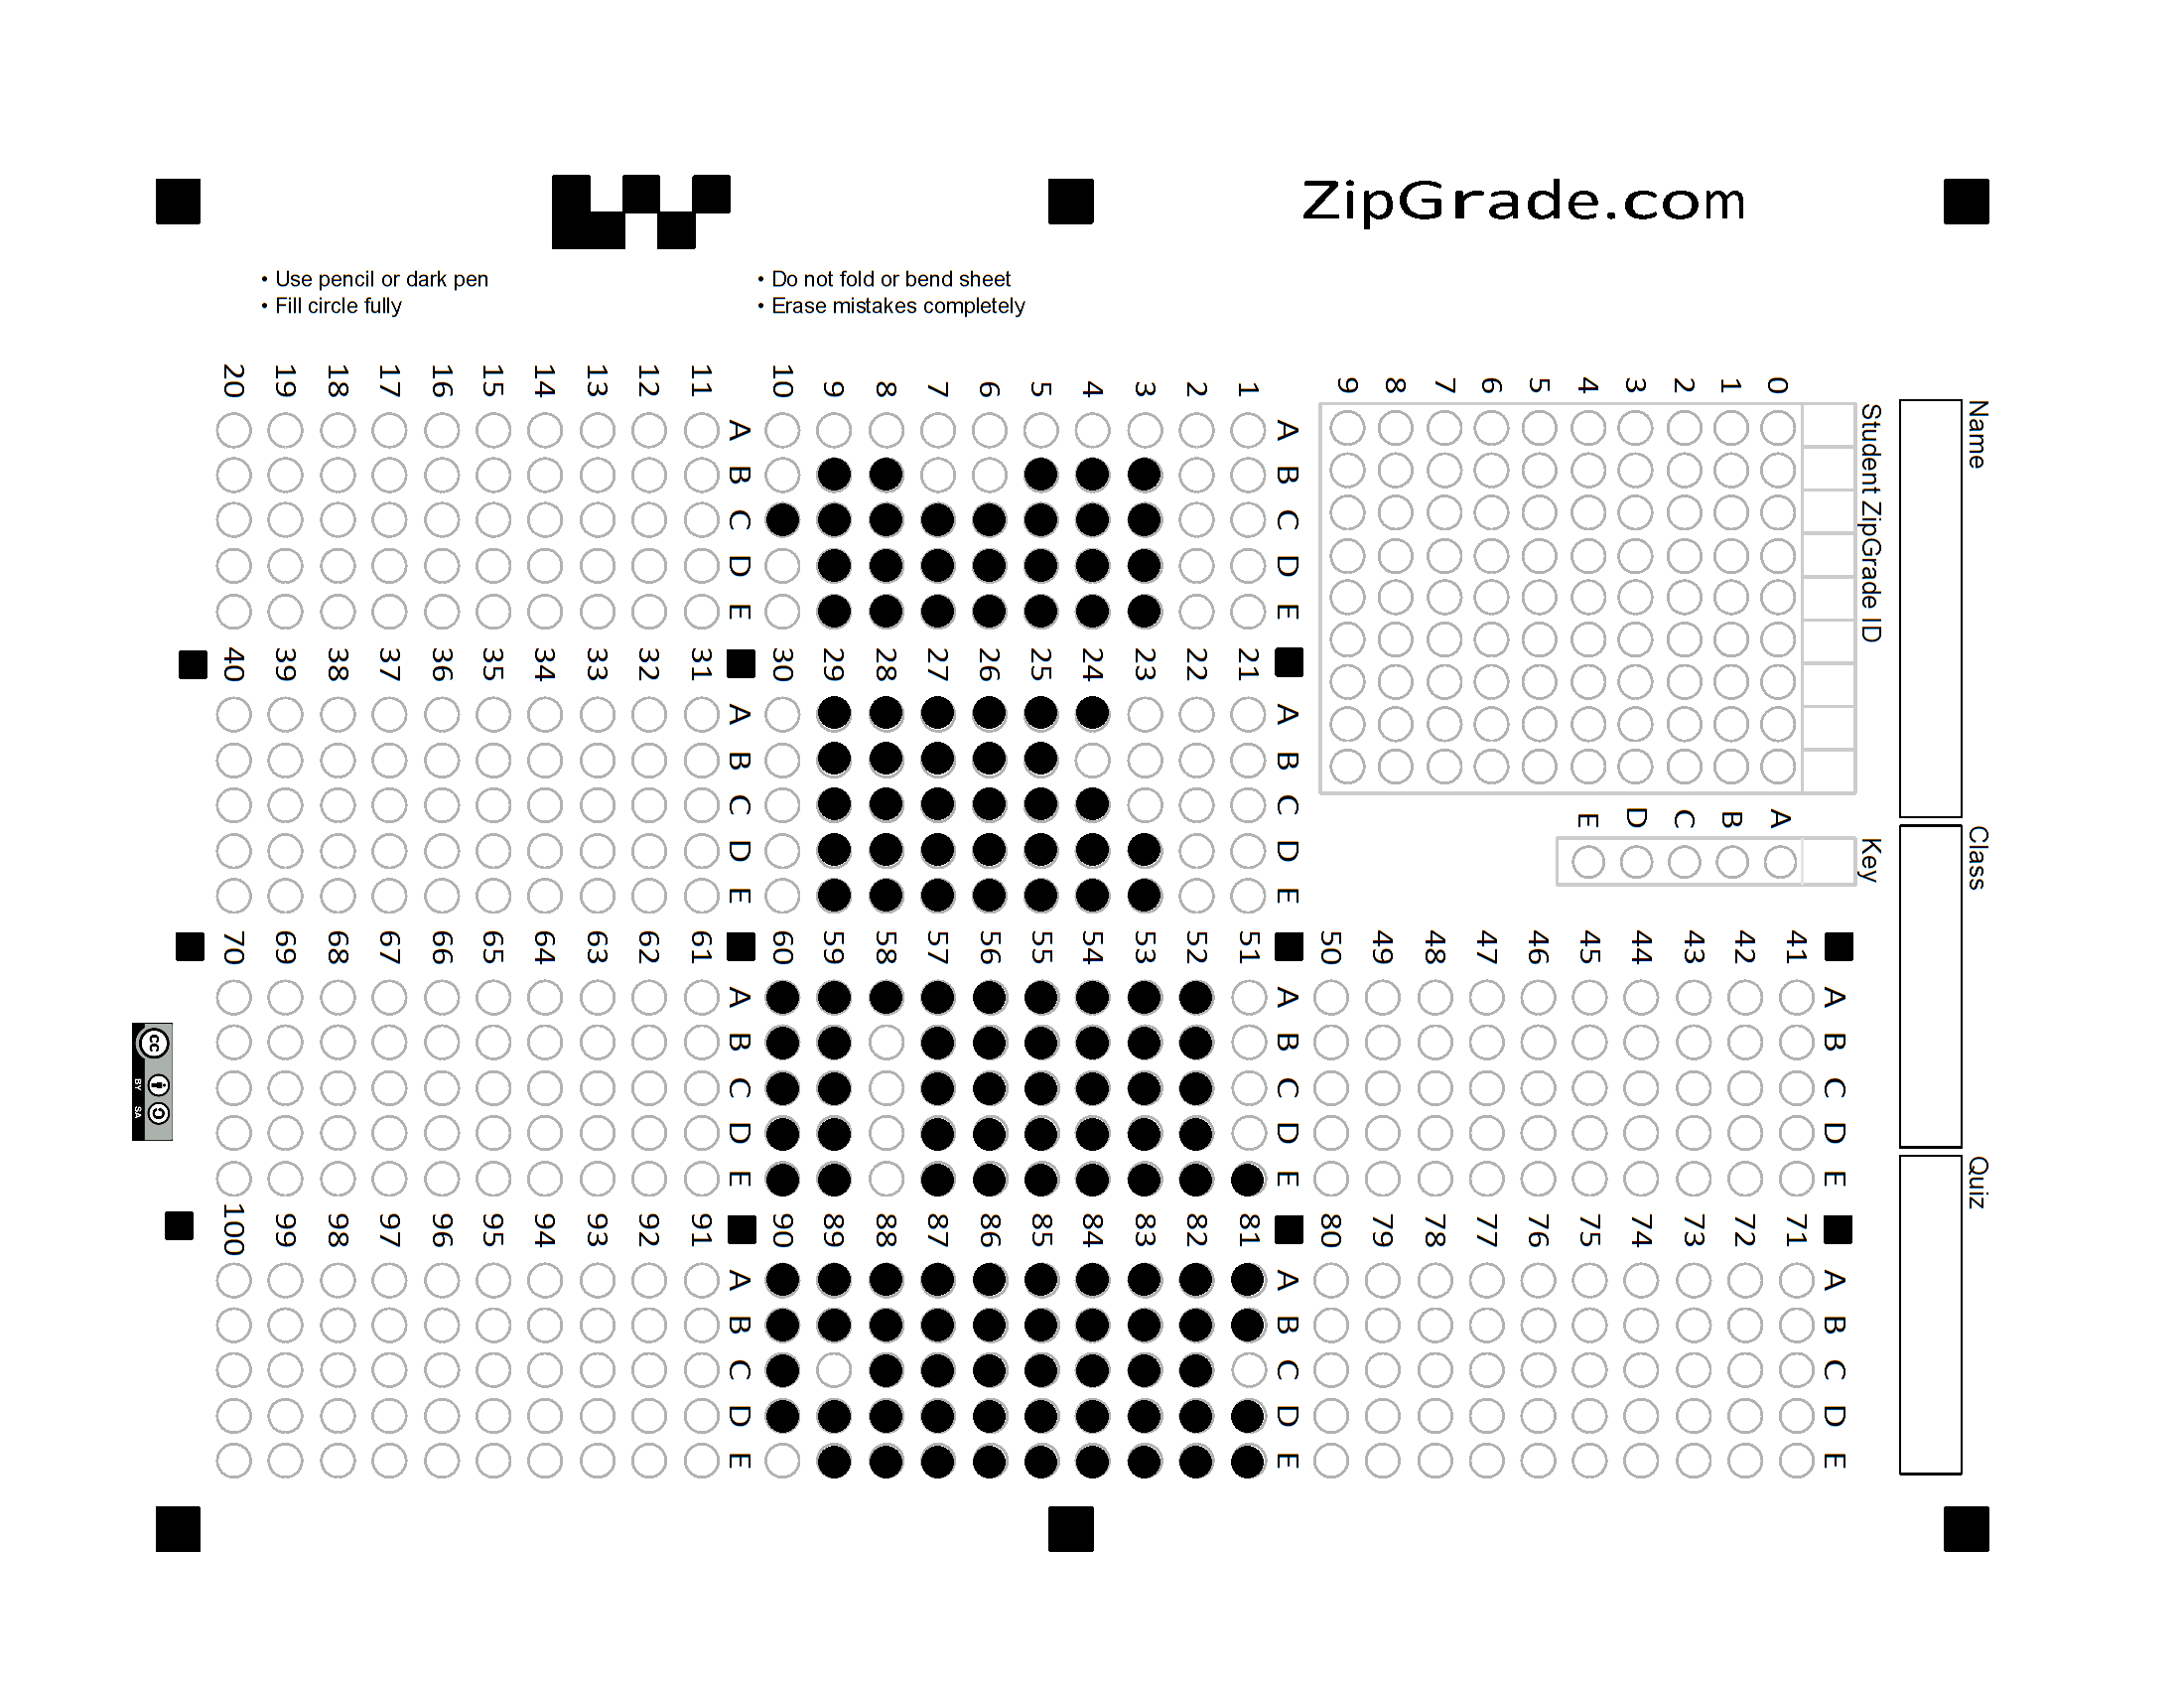 ZipGrade.com
• Use pencil or dark pen
• Fill circle fully
• Do not fold or bend sheet
• Erase mistakes completely
Name
Class
Quiz
Student ZipGrade ID
0 1 2 3 4 5 6 7 8 9
Key
A B C D E
1 2 3 4 5 6 7 8 9 10
A B C D E
11 12 13 14 15 16 17 18 19 20
A B C D E
21 22 23 24 25 26 27 28 29 30
A B C D E
31 32 33 34 35 36 37 38 39 40
A B C D E
41 42 43 44 45 46 47 48 49 50
A B C D E
51 52 53 54 55 56 57 58 59 60
A B C D E
61 62 63 64 65 66 67 68 69 70
A B C D E
71 72 73 74 75 76 77 78 79 80
A B C D E
81 82 83 84 85 86 87 88 89 90
A B C D E
91 92 93 94 95 96 97 98 99 100
A B C D E
cc
BY SA